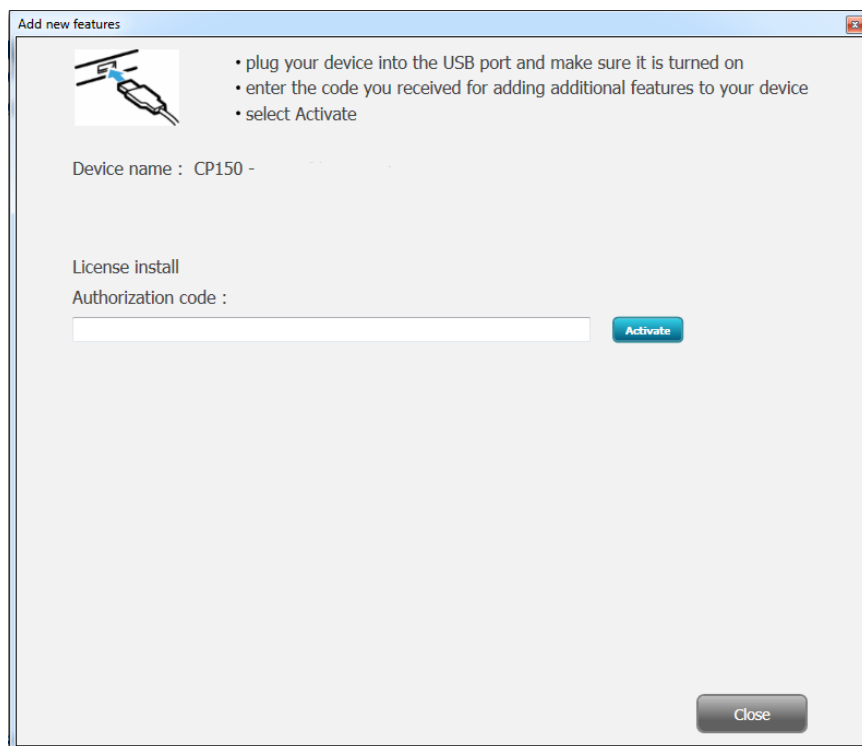 Add new features
• plug your device into the USB port and make sure it is turned on
• enter the code you received for adding additional features to your device
• select Activate
Device name : CP150 -
License install
Authorization code :
Activate
Close